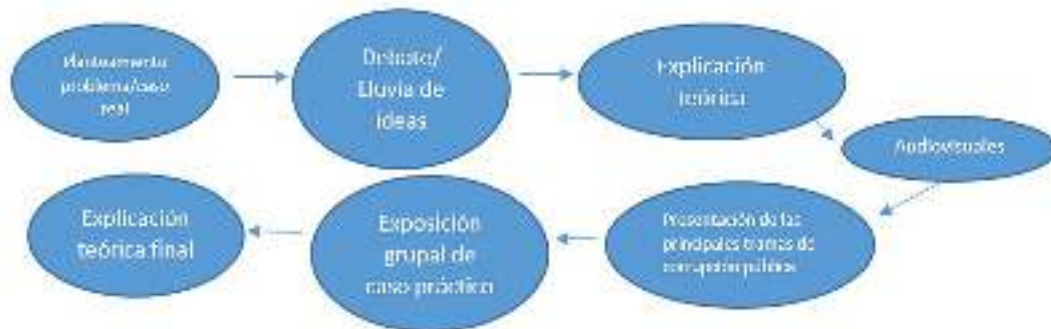 Planteamiento
problema/caso
real
Debate/
Lluvia de
ideas
Explicación
teórica
Audiovisuales
Presentación de las
principales tramas de
corrupción pública
Exposición
grupal de
caso práctico
Explicación
teórica final